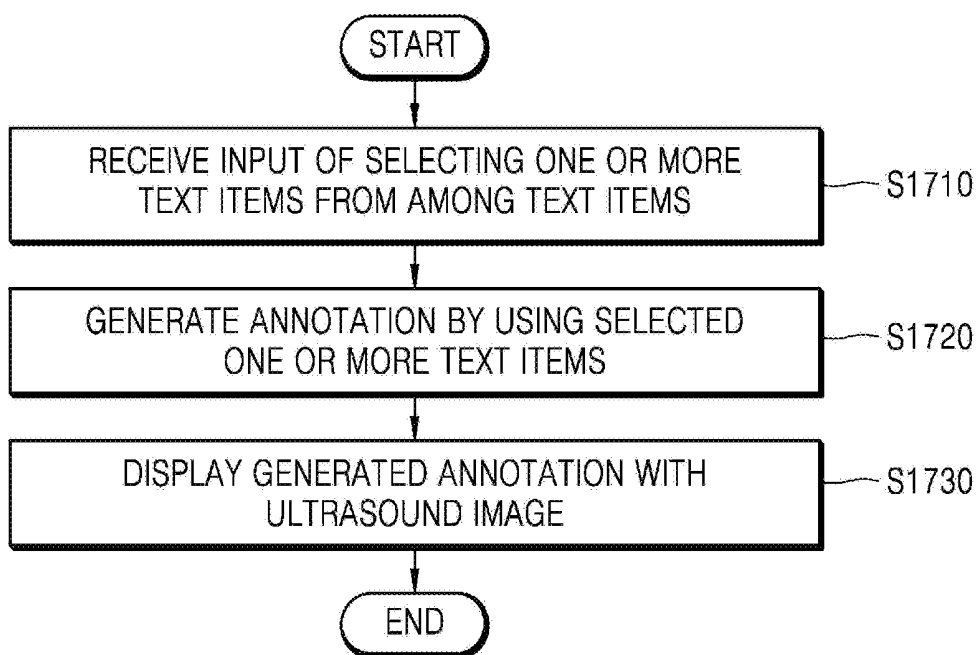 START
RECEIVE INPUT OF SELECTING ONE OR MORE
TEXT ITEMS FROM AMONG TEXT ITEMS
S1710
GENERATE ANNOTATION BY USING SELECTED
ONE OR MORE TEXT ITEMS
S1720
DISPLAY GENERATED ANNOTATION WITH
ULTRASOUND IMAGE
S1730
END